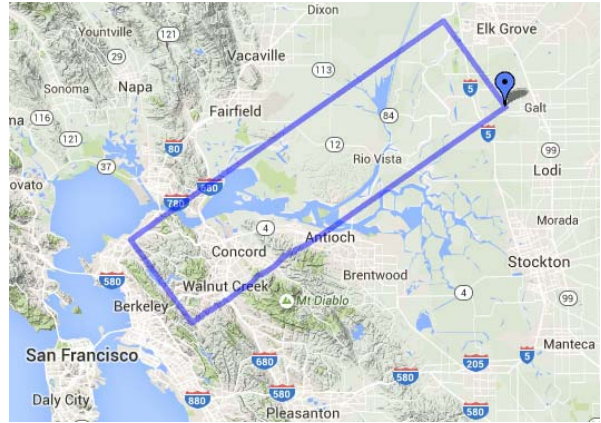 Dixon
Yountville
121
Elk Grove
29
Vacaville
113
5
Galt
Sonoma
Napa
Fairfield
84
116
12
80
5
121
99
37
Rio Vista
Lodi
680
780
Morada
4
Antioch
Concord
Stockton
580
Walnut Creek
Brentwood
4
99
Berkeley
Mt Diablo
Manteca
San Francisco
680
205
5
580
Daly City
880
580
580
Pleasanton